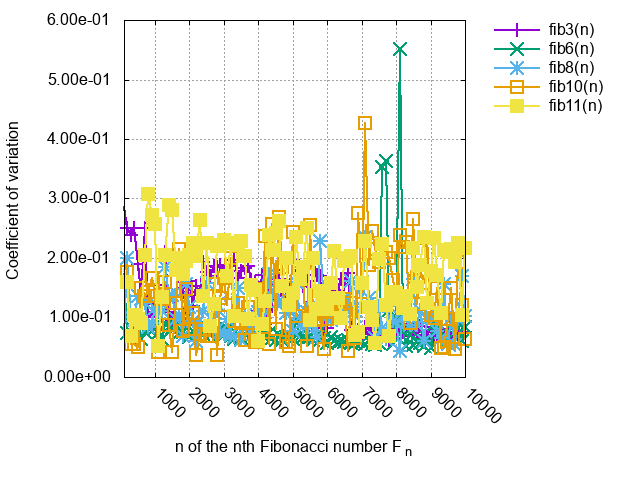 6.00e-01
5.00e-01
4.00e-01
3.00e-01
2.00e-01
1.00e-01
0.00e+00
Coefficient of variation
1000
2000
3000
4000
5000
6000
7000
8000
9000
10000
n of the nth Fibonacci number F n
fib3(n)
fib6(n)
fib8(n)
fib10(n)
fib11(n)